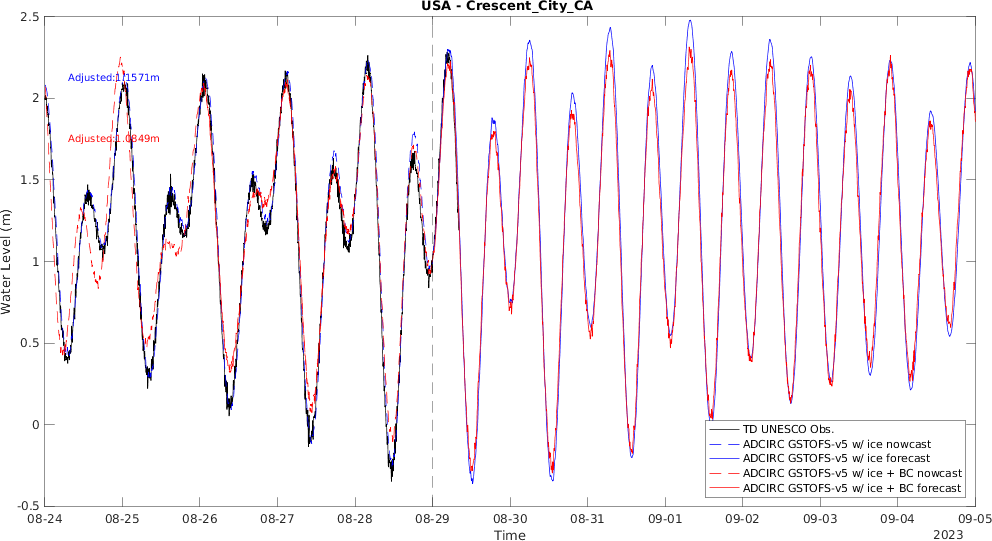 USA - Crescent_City_CA
2.5
2
1.5
1
0.5
0
-0.5
Water Level (m)
Adjusted:1.1571m
Adjusted:1.0849m
TD UNESCO Obs.
ADCIRC GSTOFS-v5 w/ ice nowcast
ADCIRC GSTOFS-v5 w/ ice forecast
ADCIRC GSTOFS-v5 w/ ice + BC nowcast
ADCIRC GSTOFS-v5 w/ ice + BC forecast
08-24 08-25 08-26 08-27 08-28 08-29 08-30 08-31 09-01 09-02 09-03 09-04 09-05
Time
2023